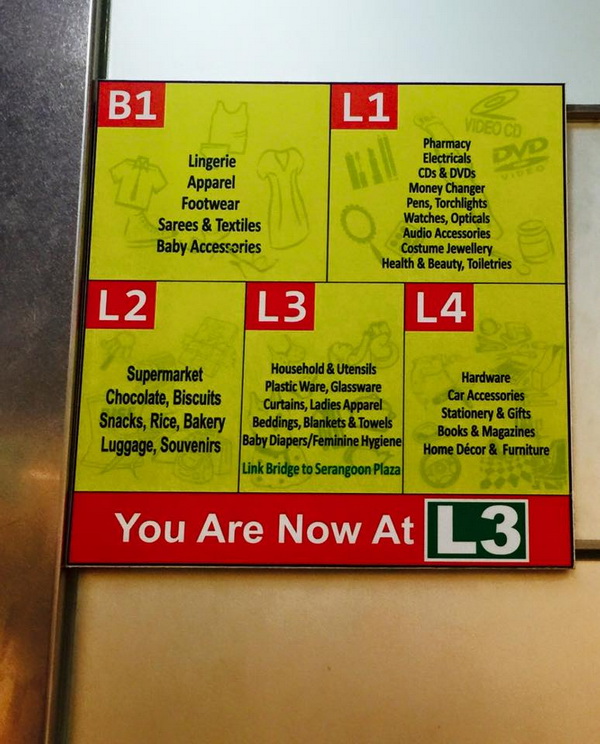 B1
Lingerie
Apparel
Footwear
Sarees & Textiles
Baby Accessories
L1
VIDEO CD
DVD
VIDEO
Pharmacy
Electricals
CDs & DVDs
Money Changer
Pens, Torchlights
Watches, Opticals
Audio Accessories
Costume Jewellery
Health & Beauty, Toiletries
L2
Supermarket
Chocolate, Biscuits
Snacks, Rice, Bakery
Luggage, Souvenirs
L3
Household & Utensils
Plastic Ware, Glassware
Curtains, Ladies Apparel
Beddings, Blankets & Towels
Baby Diapers/Feminine Hygiene
Link Bridge to Serangoon Plaza
L4
Hardware
Car Accessories
Stationery & Gifts
Books & Magazines
Home Décor & Furniture
You Are Now At L3